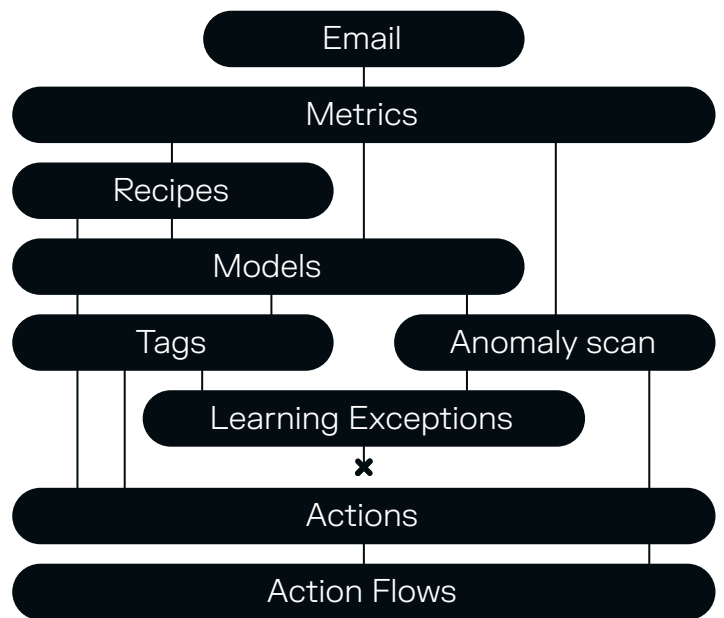 Email
Metrics
Recipes
Models
Tags
Anomaly scan
Learning Exceptions
Actions
Action Flows